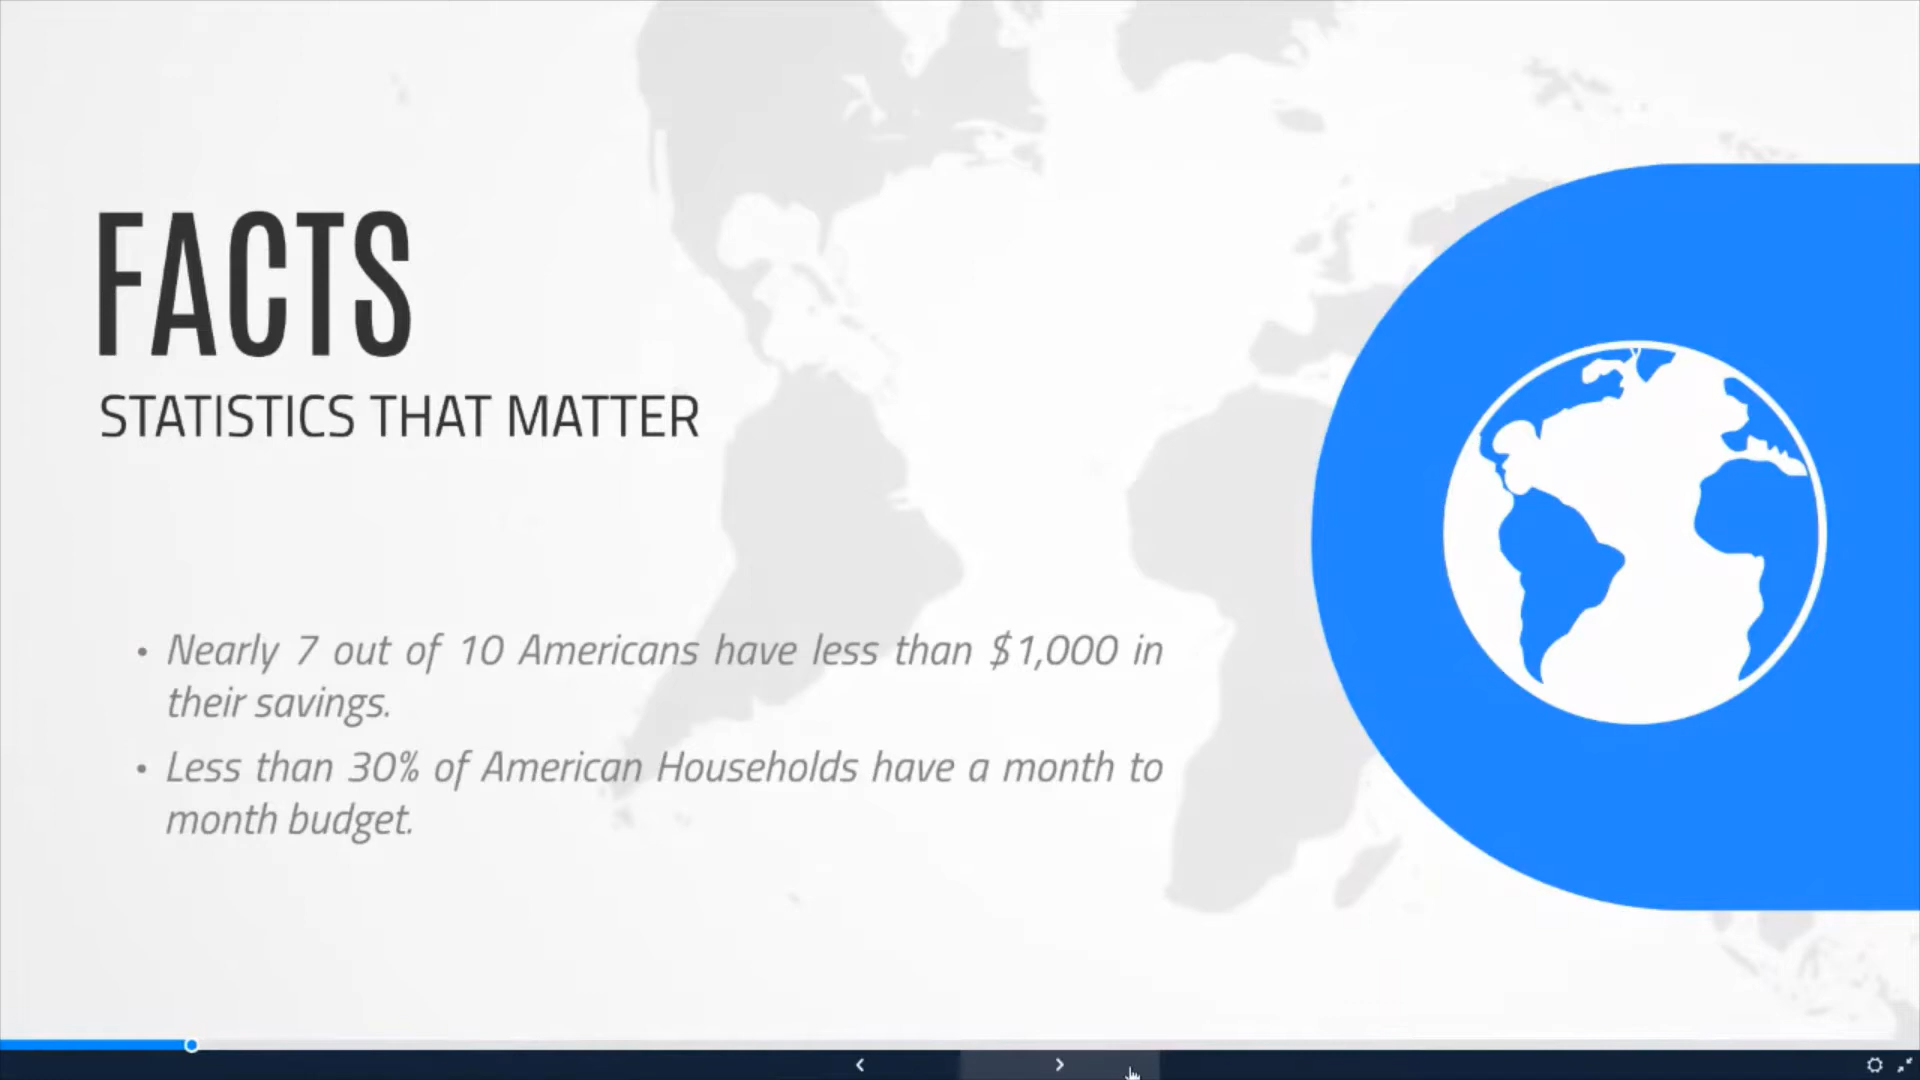 FACTS
STATISTICS THAT MATTER
• Nearly 7 out of 10 Americans have less than $1,000 in
their savings.
• Less than 30% of American Households have a month to
month budget.